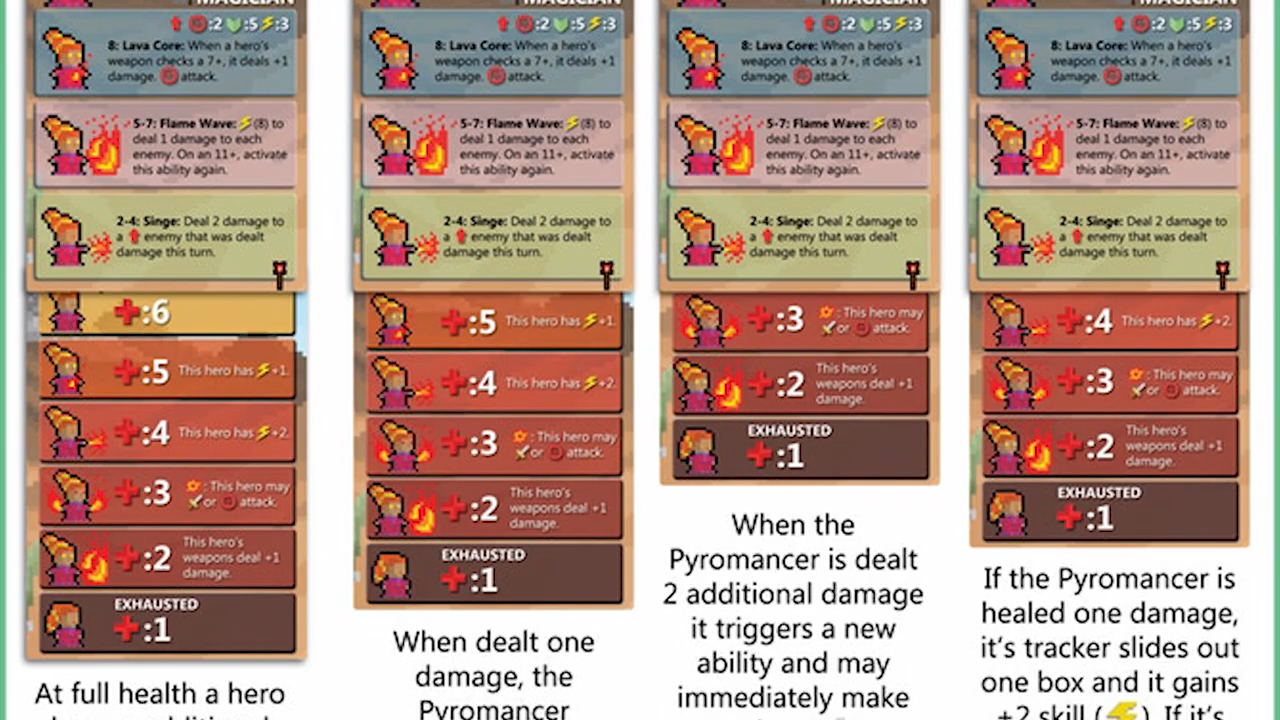 MAGICIAN
:2 :5 :3
8: Lava Core: When a hero's
weapon checks a 7+, it deals +1
damage. attack.
5-7: Flame Wave: (8) to
deal 1 damage to each
enemy. On an 11+, activate
this ability again.
2-4: Singe: Deal 2 damage to
a enemy that was dealt
damage this turn.
:6
:5 This hero has +1.
:4 This hero has +2.
:3 : This hero may
or attack.
:2 This hero's
weapons deal +1
damage.
EXHAUSTED
:1
At full health a hero
MAGICIAN
:2 :5 :3
8: Lava Core: When a hero's
weapon checks a 7+, it deals +1
damage. attack.
5-7: Flame Wave: (8) to
deal 1 damage to each
enemy. On an 11+, activate
this ability again.
2-4: Singe: Deal 2 damage to
a enemy that was dealt
damage this turn.
:5 This hero has +1.
:4 This hero has +2.
:3 : This hero may
or attack.
:2 This hero's
weapons deal +1
damage.
EXHAUSTED
:1
When dealt one
damage, the
Pyromancer
MAGICIAN
:2 :5 :3
8: Lava Core: When a hero's
weapon checks a 7+, it deals +1
damage. attack.
5-7: Flame Wave: (8) to
deal 1 damage to each
enemy. On an 11+, activate
this ability again.
2-4: Singe: Deal 2 damage to
a enemy that was dealt
damage this turn.
:3 : This hero may
or attack.
:2 This hero's
weapons deal +1
damage.
EXHAUSTED
:1
When the
Pyromancer is dealt
2 additional damage
it triggers a new
ability and may
immediately make
MAGICIAN
:2 :5 :3
8: Lava Core: When a hero's
weapon checks a 7+, it deals +1
damage. attack.
5-7: Flame Wave: (8) to
deal 1 damage to each
enemy. On an 11+, activate
this ability again.
2-4: Singe: Deal 2 damage to
a enemy that was dealt
damage this turn.
:4 This hero has +2.
:3 : This hero may
or attack.
:2 This hero's
weapons deal +1
damage.
EXHAUSTED
:1
If the Pyromancer is
healed one damage,
it's tracker slides out
one box and it gains
+2 skill ( ). If it's